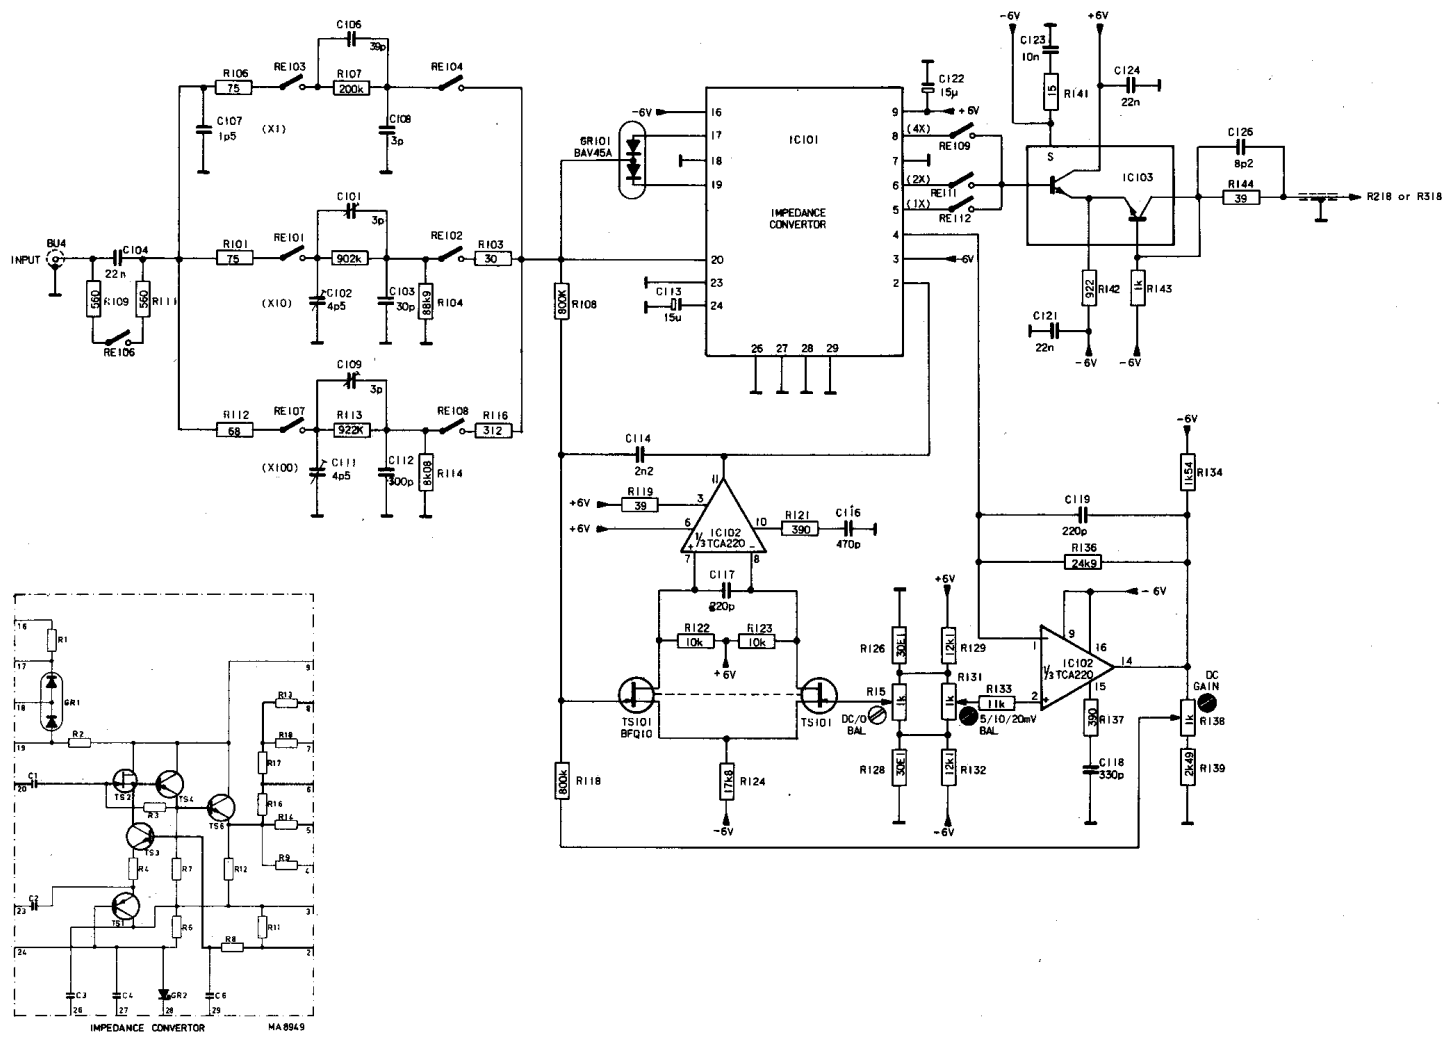 C106
39p
RE103
R107
200k
RE104
R106
75
C107
1p5
(X1)
C108
3p
C101
3p
R101
75
RE101
902k
RE102
R103
30
(X10)
C102
4p5
C103
30p
R104
88k9
INPUT
BU4
C104
22n
R109
560
R111
560
RE106
C109
3p
R112
68
RE107
R113
922K
RE108
R116
312
(X100)
C111
4p5
C112
300p
R114
8k08
GR101
BAV45A
R108
800K
C113
15µ
-6V
16
17
18
19
20
23
24
IC101
IMPEDANCE
CONVERTOR
26
27
28
29
9
8
7
6
5
4
3
2
C122
15µ
+6V
(4X)
RE109
(2X)
RE111
(1X)
RE112
-6V
-6V
+6V
C123
10n
R141
15
C124
22n
S
IC103
C126
8p2
R144
39
R218 or R318
R142
922
R143
1k
C121
22n
-6V
-6V
C114
2n2
11
+6V
R119
39
3
+6V
6
IC102
1/3 TCA220
+
-
7
8
10
R121
390
C116
470p
C117
220p
R122
10k
R123
10k
+6V
TS101
BFQ10
TS101
R118
800k
R124
17k8
-6V
R126
30E1
R15
1k
DC/0
BAL
R128
30E1
+6V
R129
12k1
R131
1k
5/10/20mV
BAL
R132
12k1
-6V
R133
11k
-6V
R134
1k54
C119
220p
R136
24k9
-6V
9
16
1
IC102
1/3 TCA220
14
2
+
15
R137
390
C118
330p
DC
GAIN
R138
1k
R139
2k49
16
R1
17
18
GR1
19
R2
C1
20
TS2
TS4
R3
TS6
TS3
R4
R7
R12
C2
23
TS1
R6
R11
24
R8
C3
26
C4
27
GR2
28
C6
29
9
R13
8
R18
7
R17
6
R16
R14
5
R9
4
3
2
IMPEDANCE CONVERTOR
MA8949